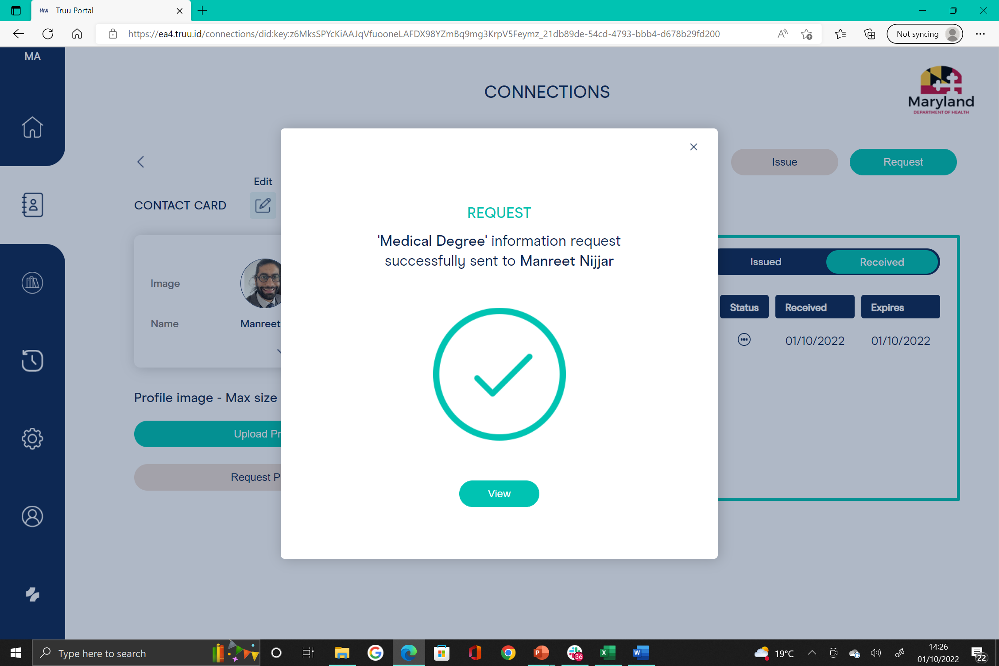 truu Truu Portal
https://ea4.truu.id/connections/did:key:z6MksSPYcKiAAJqVfuooneLAFDX98YZmBq9mg3KrpV5Feymz_21db89de-54cd-4793-bbb4-d678b29fd200
Not syncing
MA
CONNECTIONS
Maryland
DEPARTMENT OF HEALTH
Issue
Request
Edit
CONTACT CARD
REQUEST
'Medical Degree' information request
successfully sent to Manreet Nijjar
Issued
Received
Image
Status
Received
Expires
Name
Manreet
01/10/2022
01/10/2022
Profile image - Max size
Upload Pr
Request P
View
Type here to search
36
19°C
14:26
01/10/2022
22